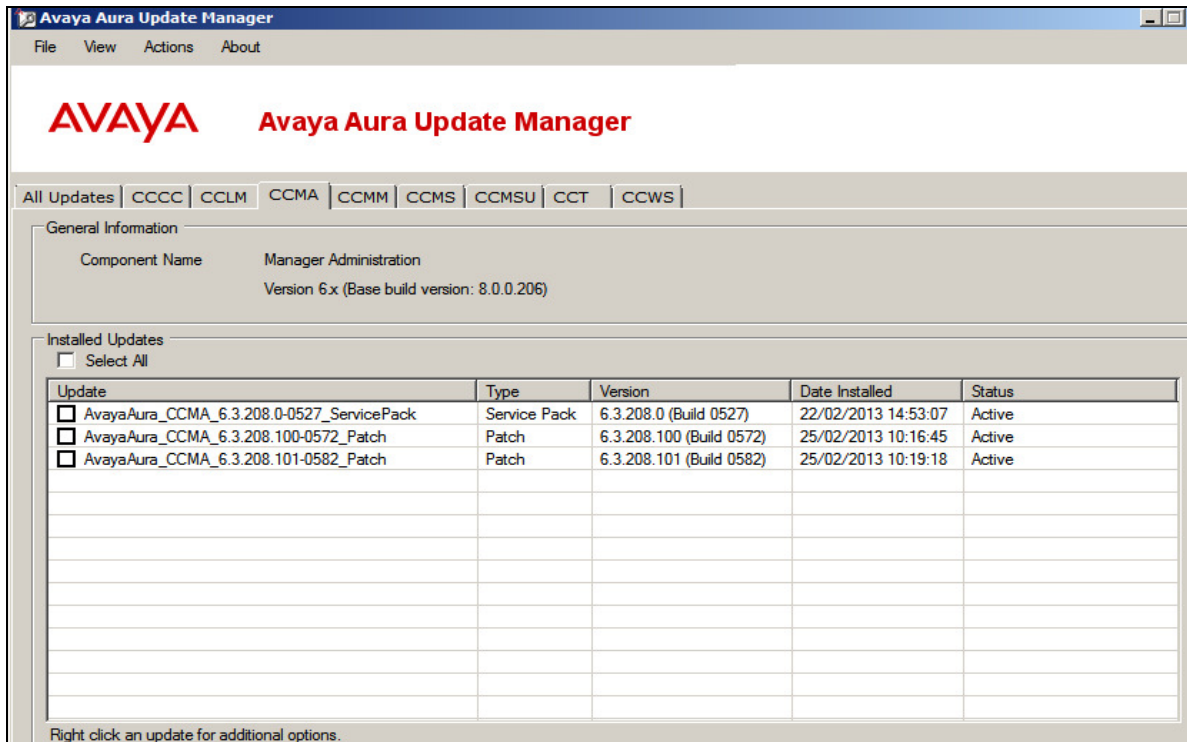 Avaya Aura Update Manager
File View Actions About
AVAYA Avaya Aura Update Manager
All Updates CCCC CCLM CCMA CCMM CCMS CCMSU CCT CCWS
General Information
Component Name Manager Administration
Version 6.x (Base build version: 8.0.0.206)
Installed Updates
Select All
Update Type Version Date Installed Status
AvayaAura_CCMA_6.3.208.0-0527_ServicePack Service Pack 6.3.208.0 (Build 0527) 22/02/2013 14:53:07 Active
AvayaAura_CCMA_6.3.208.100-0572_Patch Patch 6.3.208.100 (Build 0572) 25/02/2013 10:16:45 Active
AvayaAura_CCMA_6.3.208.101-0582_Patch Patch 6.3.208.101 (Build 0582) 25/02/2013 10:19:18 Active
Right click an update for additional options.